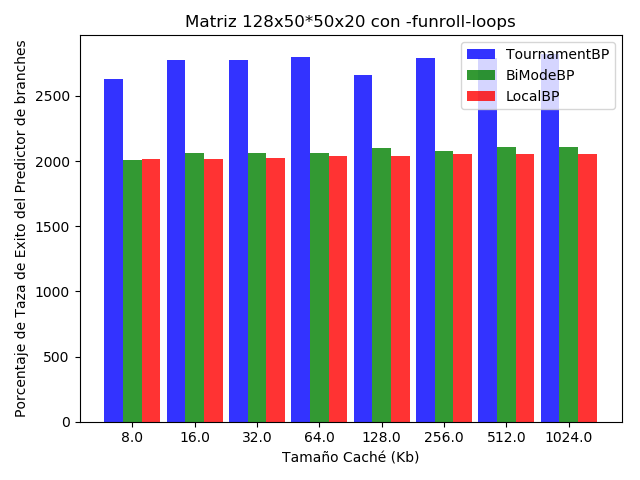 Matriz 128x50*50x20 con -funroll-loops
TournamentBP
BiModeBP
LocalBP
Porcentaje de Taza de Exito del Predictor de branches
2500
2000
1500
1000
500
0
8.0 16.0 32.0 64.0 128.0 256.0 512.0 1024.0
Tamaño Caché (Kb)